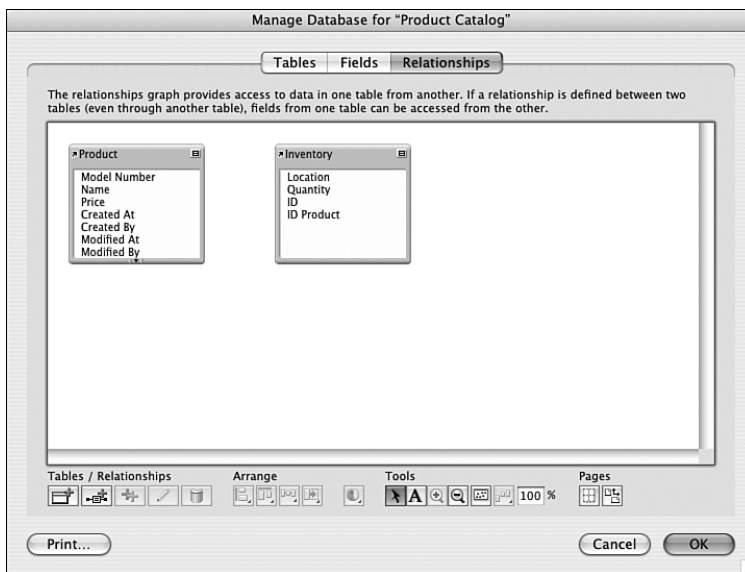 Manage Database for “Product Catalog”
Tables Fields Relationships
The relationships graph provides access to data in one table from another. If a relationship is defined between two
tables (even through another table), fields from one table can be accessed from the other.
Product
Model Number
Name
Price
Created At
Created By
Modified At
Modified By
Inventory
Location
Quantity
ID
ID Product
Tables / Relationships Arrange Tools Pages
A 100 %
Print... Cancel OK